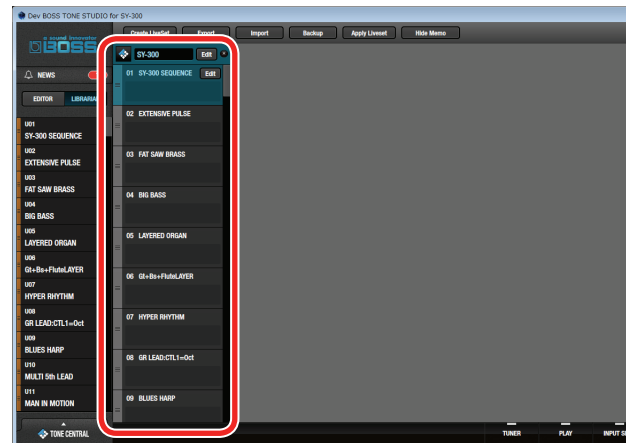 Dev BOSS TONE STUDIO for SY-300
a sound innovator
BOSS
Create LiveSet
Export
Import
Backup
Apply Liveset
Hide Memo
NEWS
EDITOR
LIBRARIA
U01
SY-300 SEQUENCE
U02
EXTENSIVE PULSE
U03
FAT SAW BRASS
U04
BIG BASS
U05
LAYERED ORGAN
U06
Gt+Bs+FluteLAYER
U07
HYPER RHYTHM
U08
GR LEAD:CTL1=Oct
U09
BLUES HARP
U10
MULTI 5th LEAD
U11
MAN IN MOTION
SY-300
Edit
01 SY-300 SEQUENCE
Edit
02 EXTENSIVE PULSE
03 FAT SAW BRASS
04 BIG BASS
05 LAYERED ORGAN
06 Gt+Bs+FluteLAYER
07 HYPER RHYTHM
08 GR LEAD:CTL1=Oct
09 BLUES HARP
TONE CENTRAL
TUNER
PLAY
INPUT S